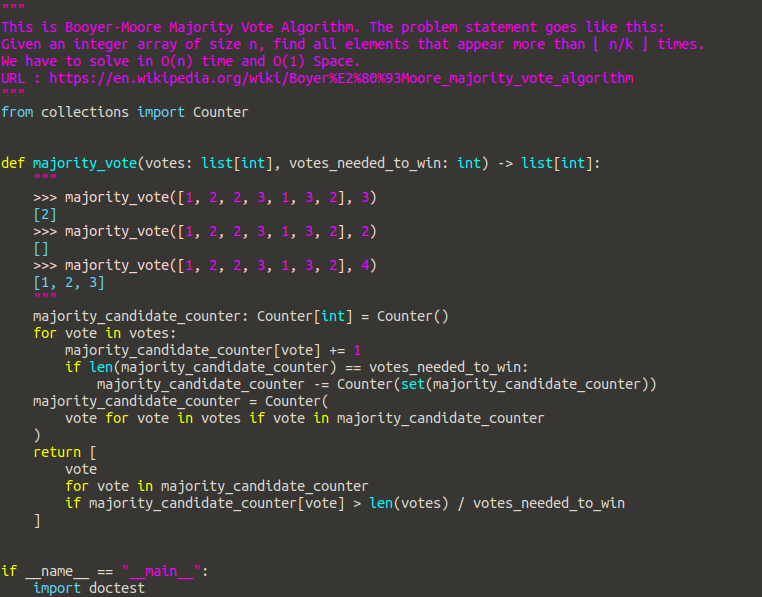 """
This is Booyer-Moore Majority Vote Algorithm. The problem statement goes like this:
Given an integer array of size n, find all elements that appear more than ⌊ n/k ⌋ times.
We have to solve in O(n) time and O(1) Space.
URL : https://en.wikipedia.org/wiki/Boyer%E2%80%93Moore_majority_vote_algorithm
"""
from collections import Counter


def majority_vote(votes: list[int], votes_needed_to_win: int) -> list[int]:
    """
    >>> majority_vote([1, 2, 2, 3, 1, 3, 2], 3)
    [2]
    >>> majority_vote([1, 2, 2, 3, 1, 3, 2], 2)
    []
    >>> majority_vote([1, 2, 2, 3, 1, 3, 2], 4)
    [1, 2, 3]
    """
    majority_candidate_counter: Counter[int] = Counter()
    for vote in votes:
        majority_candidate_counter[vote] += 1
        if len(majority_candidate_counter) == votes_needed_to_win:
            majority_candidate_counter -= Counter(set(majority_candidate_counter))
    majority_candidate_counter = Counter(
        vote for vote in votes if vote in majority_candidate_counter
    )
    return [
        vote
        for vote in majority_candidate_counter
        if majority_candidate_counter[vote] > len(votes) / votes_needed_to_win
    ]


if __name__ == "__main__":
    import doctest